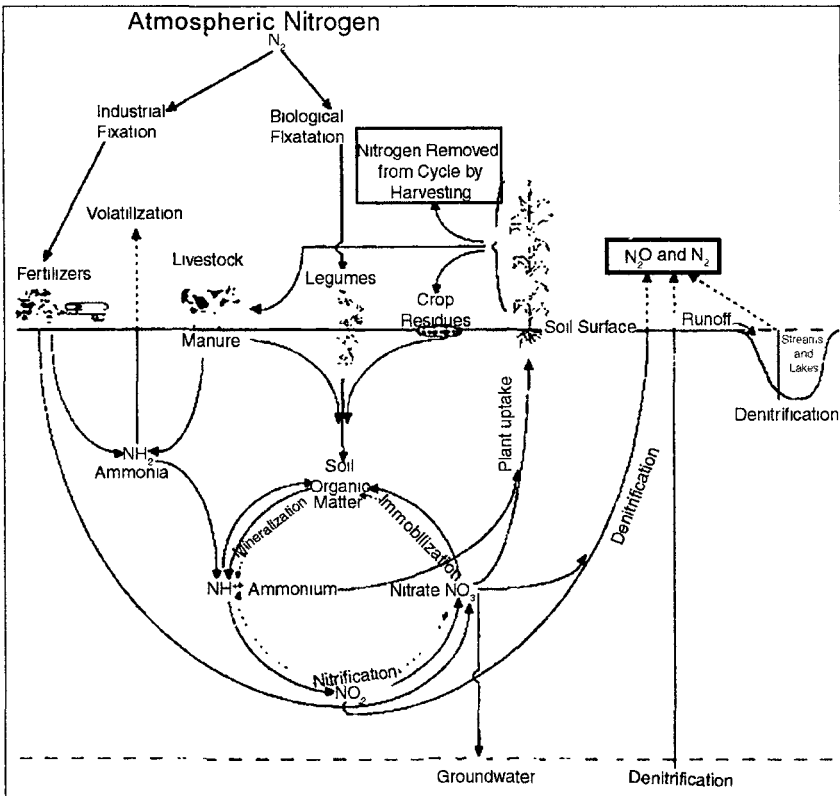 Atmospheric Nitrogen
N₂
Industrial
Fixation
Biological
Fixatation
Nitrogen Removed
from Cycle by
Harvesting
Volatilization
N₂O and N₂
Fertilizers
Livestock
Legumes
Crop
Residues
Soil Surface
Runoff
Streams
and
Lakes
Manure
Denitrification
NH₂
Ammonia
Plant uptake
Soil
Organic
Matter
Mineralization
Immobilization
Denitrification
NH
Ammonium
Nitrate NO₃
Nitrification
NO₂
Groundwater
Denitrification